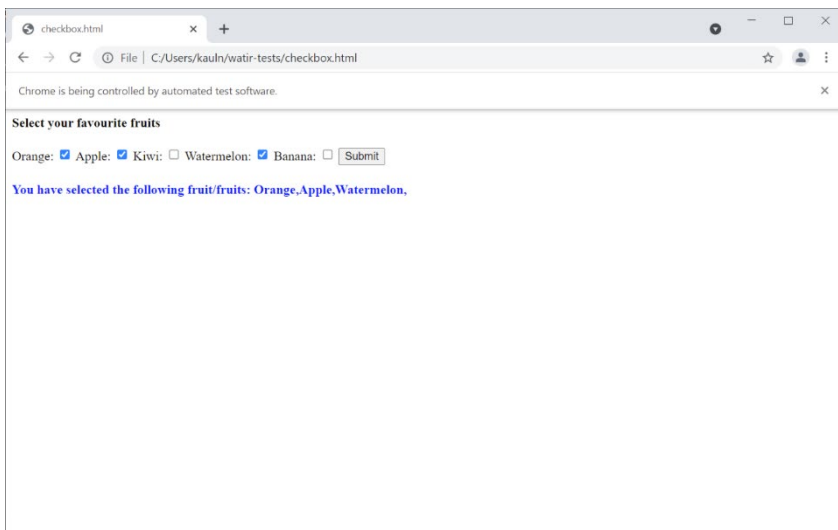 checkbox.html
File | C:/Users/kauln/watir-tests/checkbox.html
Chrome is being controlled by automated test software.
Select your favourite fruits
Orange: Apple: Kiwi: Watermelon: Banana: Submit
You have selected the following fruit/fruits: Orange,Apple,Watermelon,